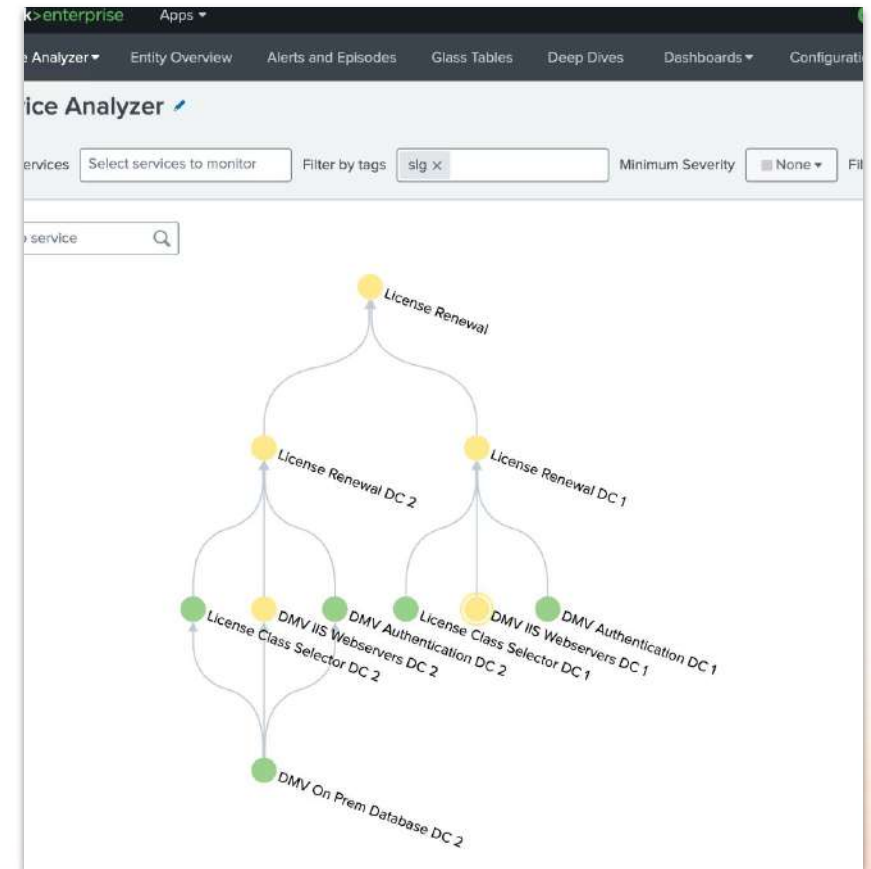 k>enterprise Apps
Analyzer Entity Overview Alerts and Episodes Glass Tables Deep Dives Dashboards Configurati
ice Analyzer
ervices Select services to monitor Filter by tags slg × Minimum Severity None Fil
service
License Renewal
License Renewal DC 2
License Renewal DC 1
License Class Selector DC 2
DMV IIS Webservers DC 2
DMV Authentication DC 2
License Class Selector DC 1
DMV IIS Webservers DC 1
DMV Authentication DC 1
DMV On Prem Database DC 2